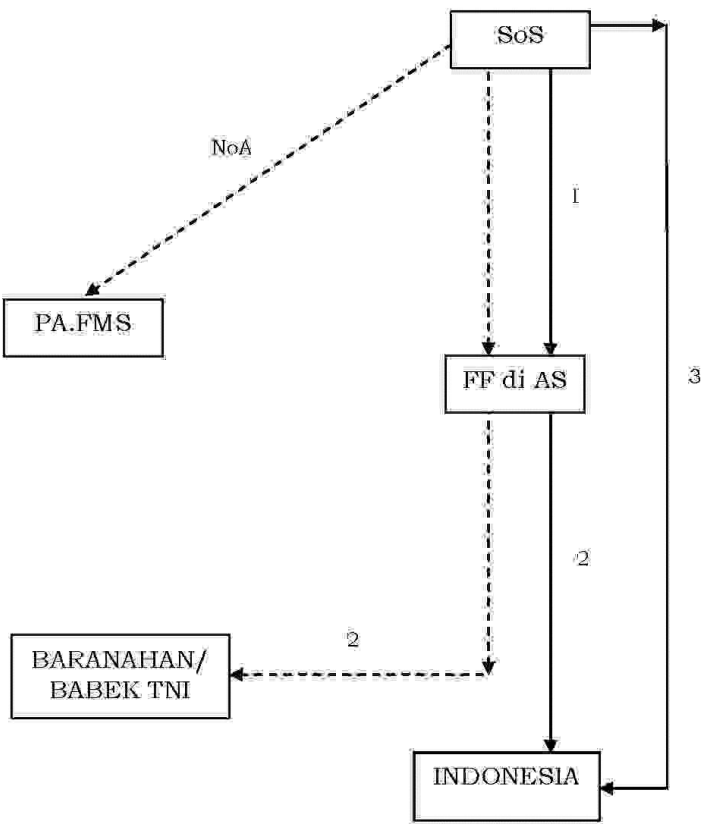 SoS
NoA
1
PA.FMS
FF di AS
3
2
2
BARANAHAN/
BABEK TNI
INDONESIA